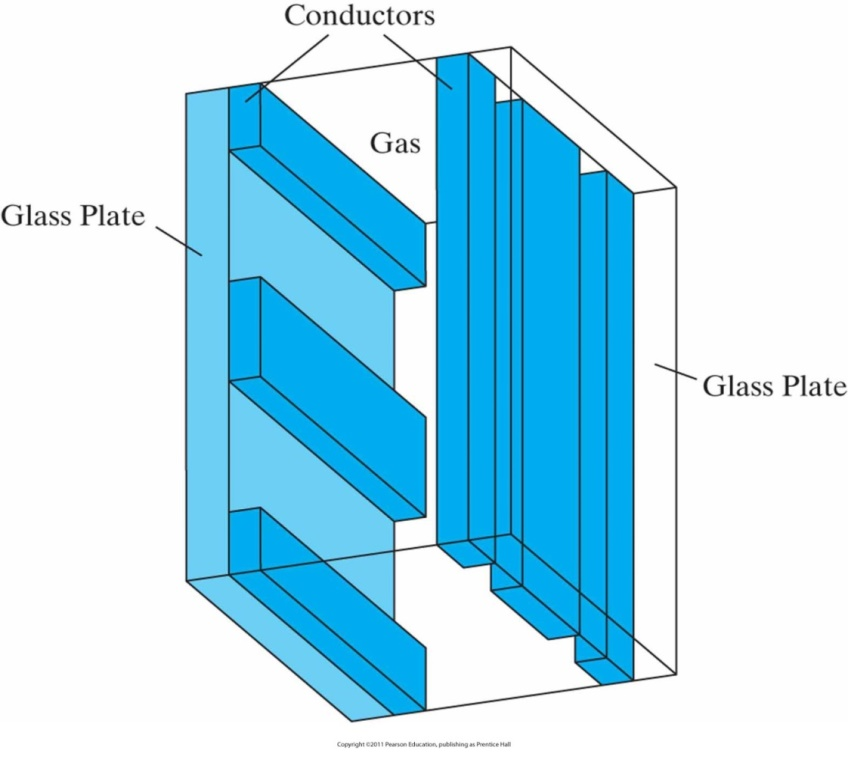 Conductors
Gas
Glass Plate
Glass Plate
Copyright ©2011 Pearson Education, publishing as Prentice Hall